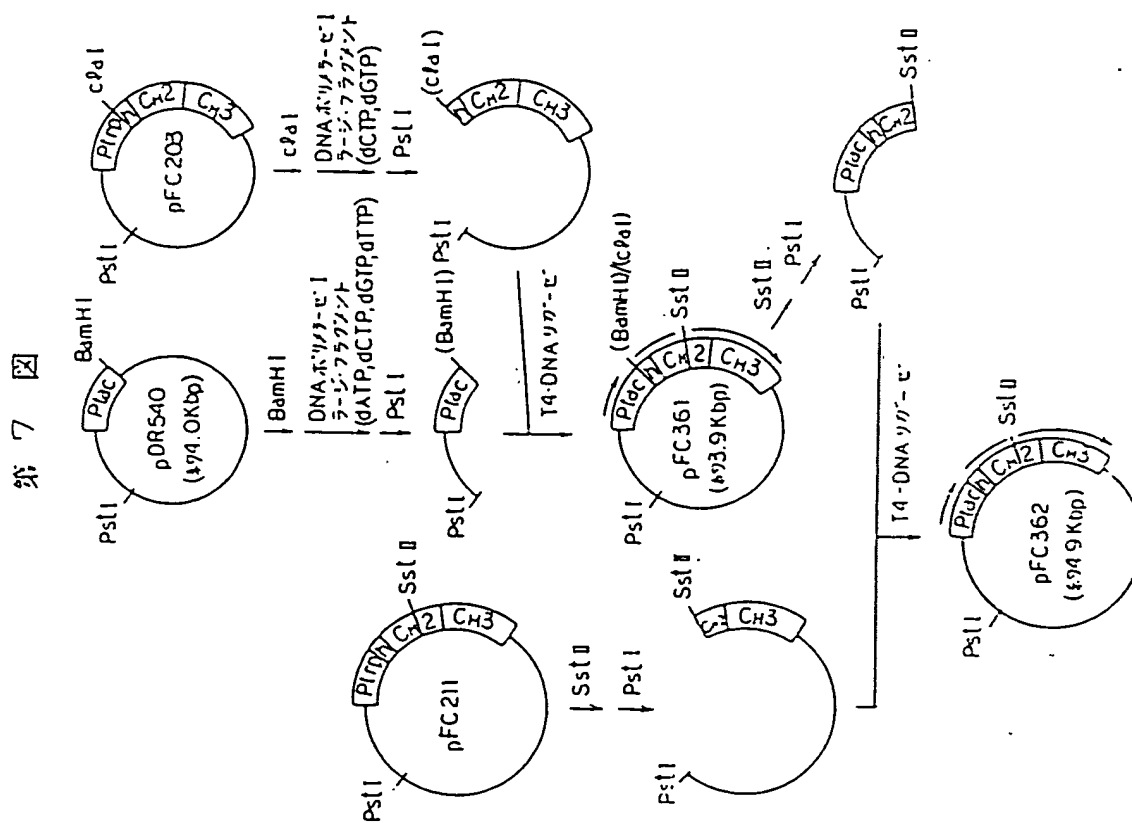 第7図
BamHI
Plac
PstI
pDR540
(約4.0Kbp)
BamHI
DNAポリメラーゼI
ラージ・フラグメント
(dATP,dCTP,dGTP,dTTP)
PstI
Plac
(BamHI)
PstI
ClaI
Ptrp
h
CH2
CH3
PstI
pFC203
ClaI
DNAポリメラーゼI
ラージ・フラグメント
(dCTP,dGTP)
PstI
(ClaI)
h
CH2
CH3
PstI
T4-DNAリガーゼ
(BamHI)/(ClaI)
SstII
Plac
h
CH2
CH3
PstI
pFC361
(約3.9Kbp)
SstII
PstI
Plac
h
CH2
SstII
PstI
Ptrp
h
CH2
CH3
SstII
PstI
pFC211
SstII
PstI
SstII
CH3
PstI
T4-DNAリガーゼ
Plac
h
CH2
CH3
SstII
PstI
pFC362
(約4.9Kbp)